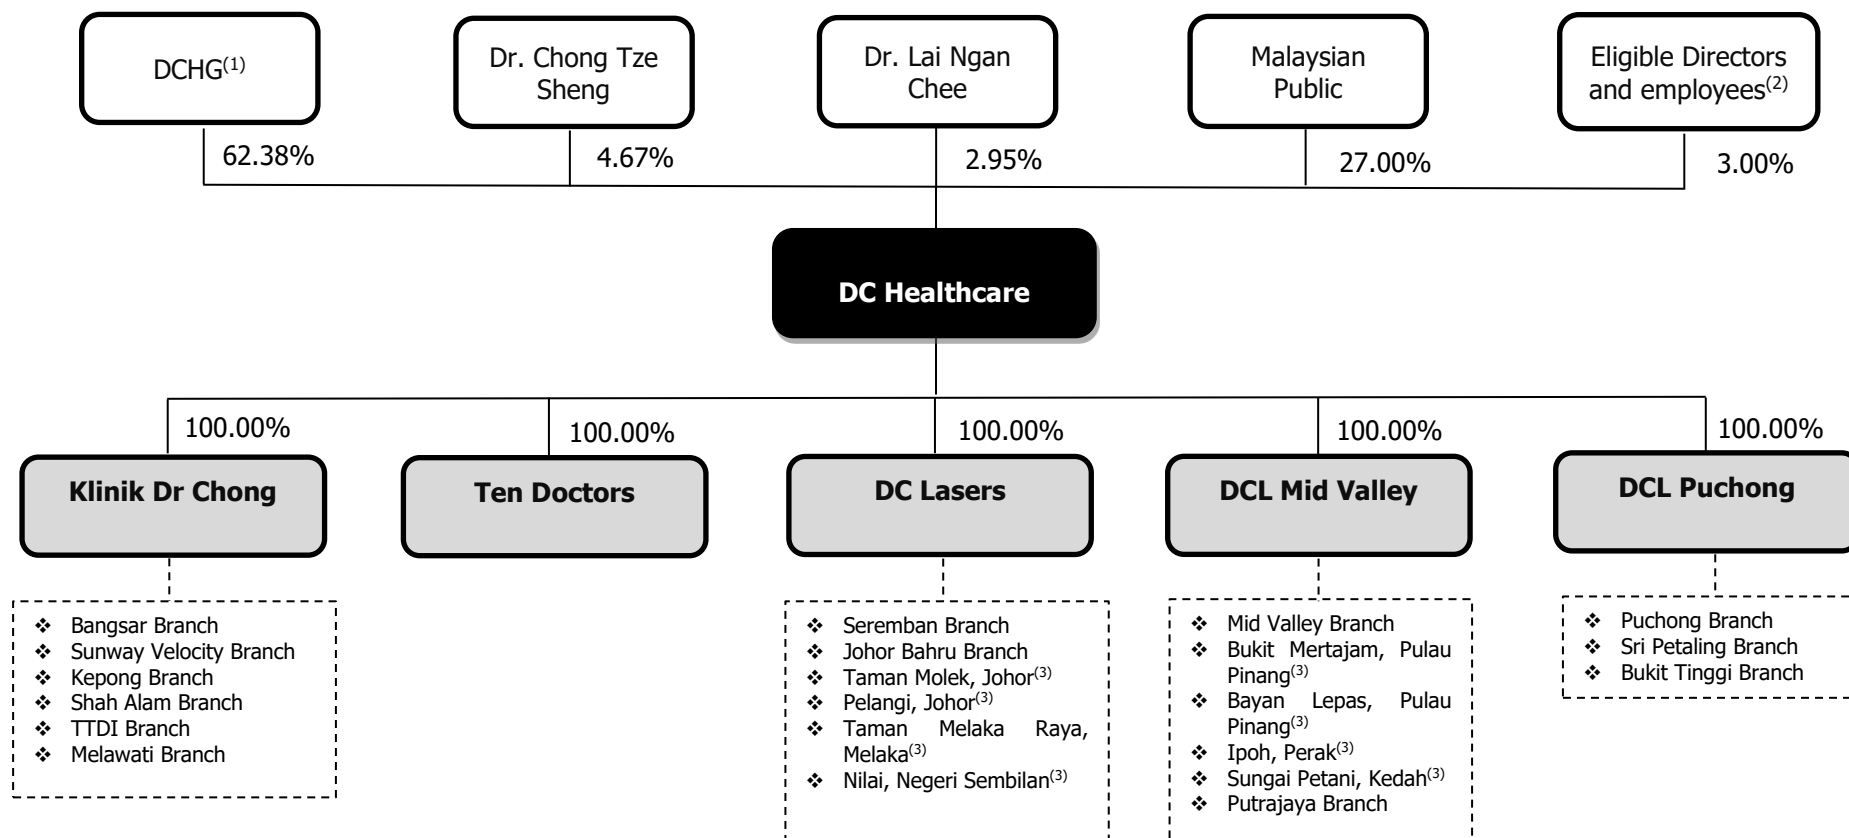 DCHG(1)
Dr. Chong Tze
Sheng
Dr. Lai Ngan
Chee
Malaysian
Public
Eligible Directors
and employees(2)
62.38%
4.67%
2.95%
27.00%
3.00%
DC Healthcare
100.00%
100.00%
100.00%
100.00%
100.00%
Klinik Dr Chong
Ten Doctors
DC Lasers
DCL Mid Valley
DCL Puchong
❖ Bangsar Branch
❖ Sunway Velocity Branch
❖ Kepong Branch
❖ Shah Alam Branch
❖ TTDI Branch
❖ Melawati Branch
❖ Seremban Branch
❖ Johor Bahru Branch
❖ Taman Molek, Johor(3)
❖ Pelangi, Johor(3)
❖ Taman Melaka Raya,
Melaka(3)
❖ Nilai, Negeri Sembilan(3)
❖ Mid Valley Branch
❖ Bukit Mertajam, Pulau
Pinang(3)
❖ Bayan Lepas, Pulau
Pinang(3)
❖ Ipoh, Perak(3)
❖ Sungai Petani, Kedah(3)
❖ Putrajaya Branch
❖ Puchong Branch
❖ Sri Petaling Branch
❖ Bukit Tinggi Branch